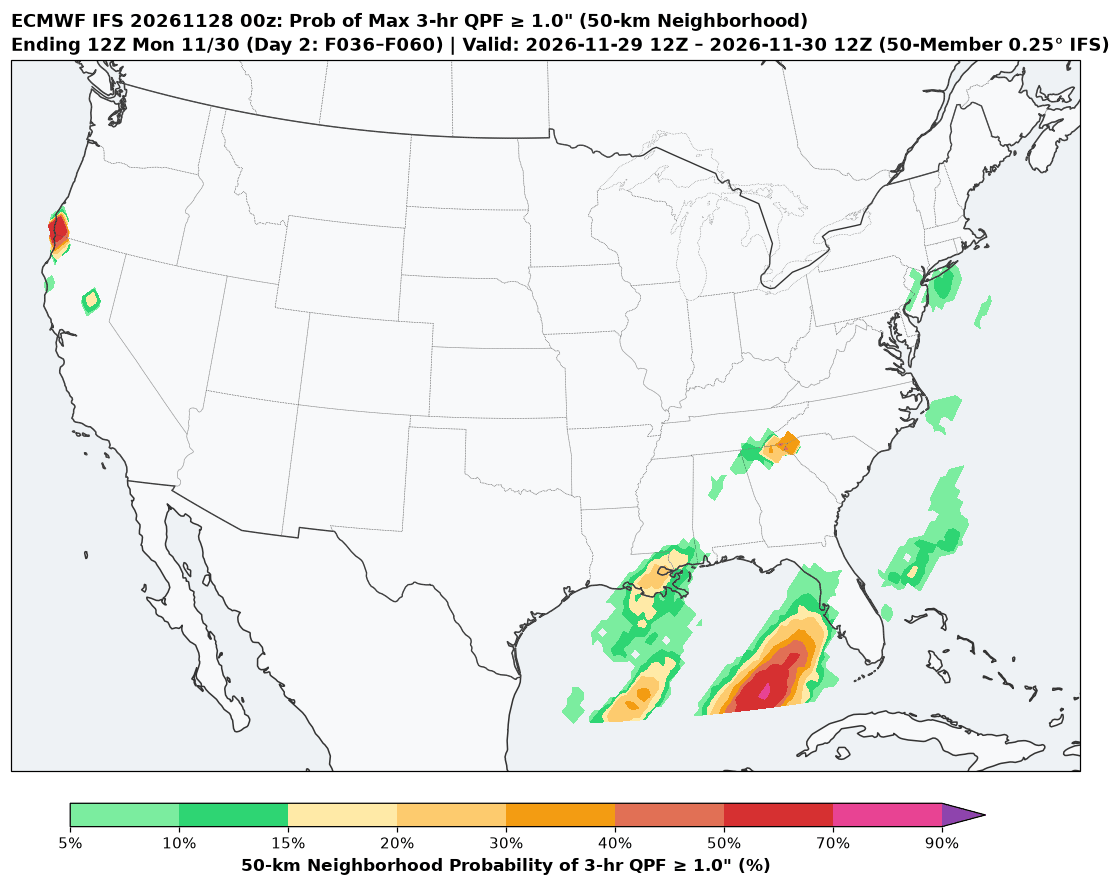 ECMWF IFS 20261128 00z: Prob of Max 3-hr QPF ≥ 1.0" (50-km Neighborhood)
Ending 12Z Mon 11/30 (Day 2: F036–F060) | Valid: 2026-11-29 12Z – 2026-11-30 12Z (50-Member 0.25° IFS)
5% 10% 15% 20% 30% 40% 50% 70% 90%
50-km Neighborhood Probability of 3-hr QPF ≥ 1.0" (%)